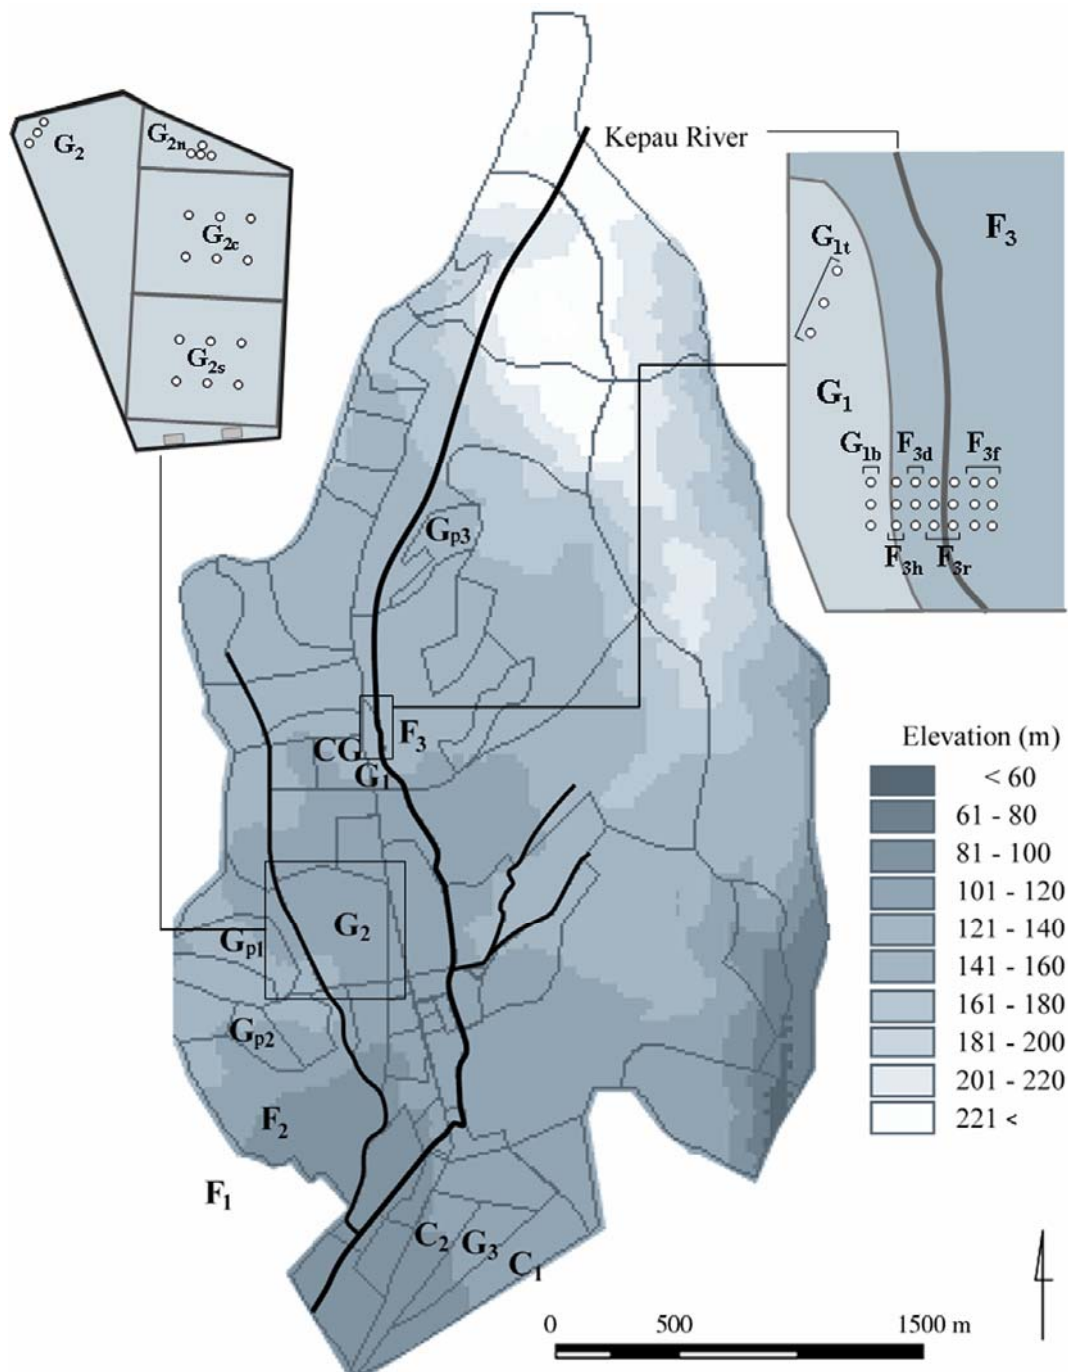 Kepau River
G2
G2n
G2c
G2s
F3
G1t
G1
G1b
F3d
F3f
F3h
F3r
Gp3
CG
F3
G1
Gp1
G2
Gp2
F2
F1
C2
G3
C1
Elevation (m)
< 60
61 - 80
81 - 100
101 - 120
121 - 140
141 - 160
161 - 180
181 - 200
201 - 220
221 <
0 500 1500 m